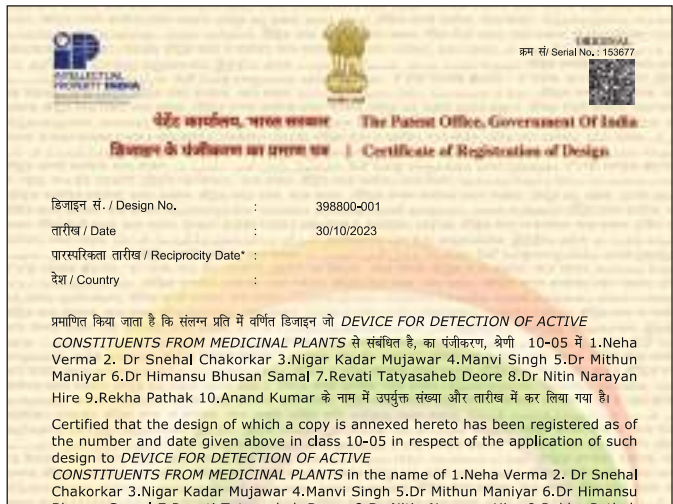 ORIGINAL
क्रम सं/ Serial No. : 153677
INTELLECTUAL
PROPERTY INDIA
पेटेंट कार्यालय, भारत सरकार | The Patent Office, Government Of India
डिजाइन के पंजीकरण का प्रमाण पत्र | Certificate of Registration of Design
डिजाइन सं. / Design No. : 398800-001
तारीख / Date : 30/10/2023
पारस्परिकता तारीख / Reciprocity Date* :
देश / Country :
प्रमाणित किया जाता है कि संलग्न प्रति में वर्णित डिजाइन जो DEVICE FOR DETECTION OF ACTIVE
CONSTITUENTS FROM MEDICINAL PLANTS से संबंधित है, का पंजीकरण, श्रेणी 10-05 में 1.Neha
Verma 2. Dr Snehal Chakorkar 3.Nigar Kadar Mujawar 4.Manvi Singh 5.Dr Mithun
Maniyar 6.Dr Himansu Bhusan Samal 7.Revati Tatyasaheb Deore 8.Dr Nitin Narayan
Hire 9.Rekha Pathak 10.Anand Kumar के नाम में उपर्युक्त संख्या और तारीख में कर लिया गया है।
Certified that the design of which a copy is annexed hereto has been registered as of
the number and date given above in class 10-05 in respect of the application of such
design to DEVICE FOR DETECTION OF ACTIVE
CONSTITUENTS FROM MEDICINAL PLANTS in the name of 1.Neha Verma 2. Dr Snehal
Chakorkar 3.Nigar Kadar Mujawar 4.Manvi Singh 5.Dr Mithun Maniyar 6.Dr Himansu